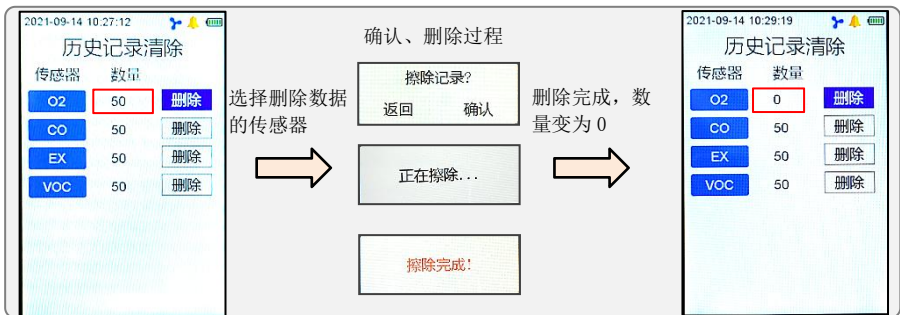 2021-09-14 10:27:12
历史记录清除
传感器 数量
O2 50 删除
CO 50 删除
EX 50 删除
VOC 50 删除
选择删除数据
的传感器
确认、删除过程
擦除记录?
返回 确认
正在擦除...
擦除完成!
删除完成，数
量变为 0
2021-09-14 10:29:19
历史记录清除
传感器 数量
O2 0 删除
CO 50 删除
EX 50 删除
VOC 50 删除